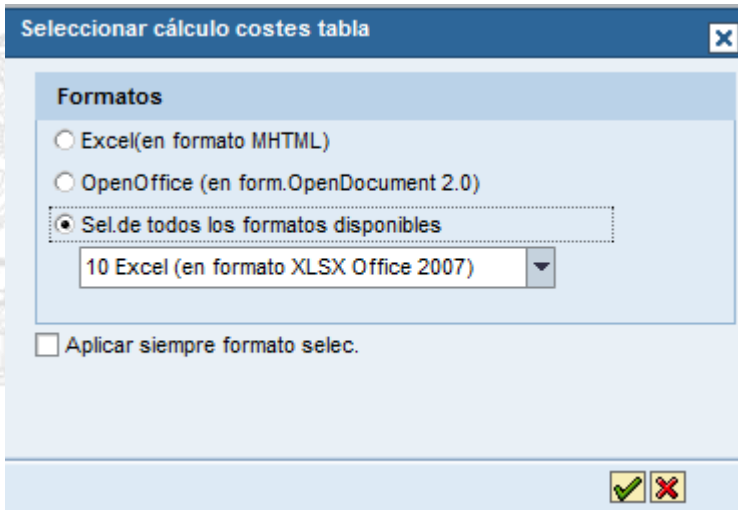 Seleccionar cálculo costes tabla
Formatos
Excel(en formato MHTML)
OpenOffice (en form.OpenDocument 2.0)
Sel.de todos los formatos disponibles
10 Excel (en formato XLSX Office 2007)
Aplicar siempre formato selec.